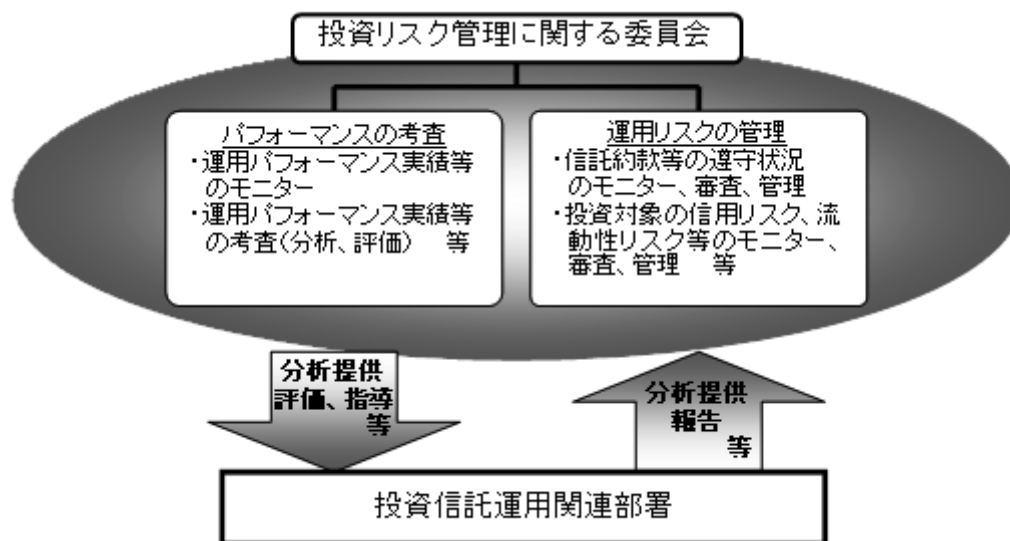 投資リスク管理に関する委員会
パフォーマンスの考査
・運用パフォーマンス実績等
のモニター
・運用パフォーマンス実績等
の考査(分析、評価) 等
運用リスクの管理
・信託約款等の遵守状況
のモニター、審査、管理
・投資対象の信用リスク、流
動性リスク等のモニター、
審査、管理 等
分析提供
評価、指導
等
分析提供
報告
等
投資信託運用関連部署